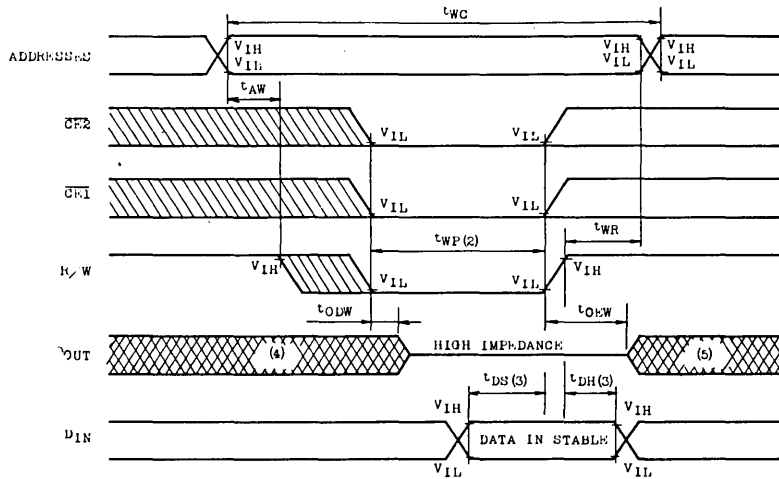 tWC
ADDRESSES VIH VIL VIH VIL VIH VIL
tAW
CE2 VIL VIL
CE1 VIL VIL
tWP(2) tWR
R/W VIH VIL VIL VIH
tODW tOEW
OUT (4) HIGH IMPEDANCE (5)
tDS(3) tDH(3)
VIH VIH
DIN DATA IN STABLE
VIL VIL